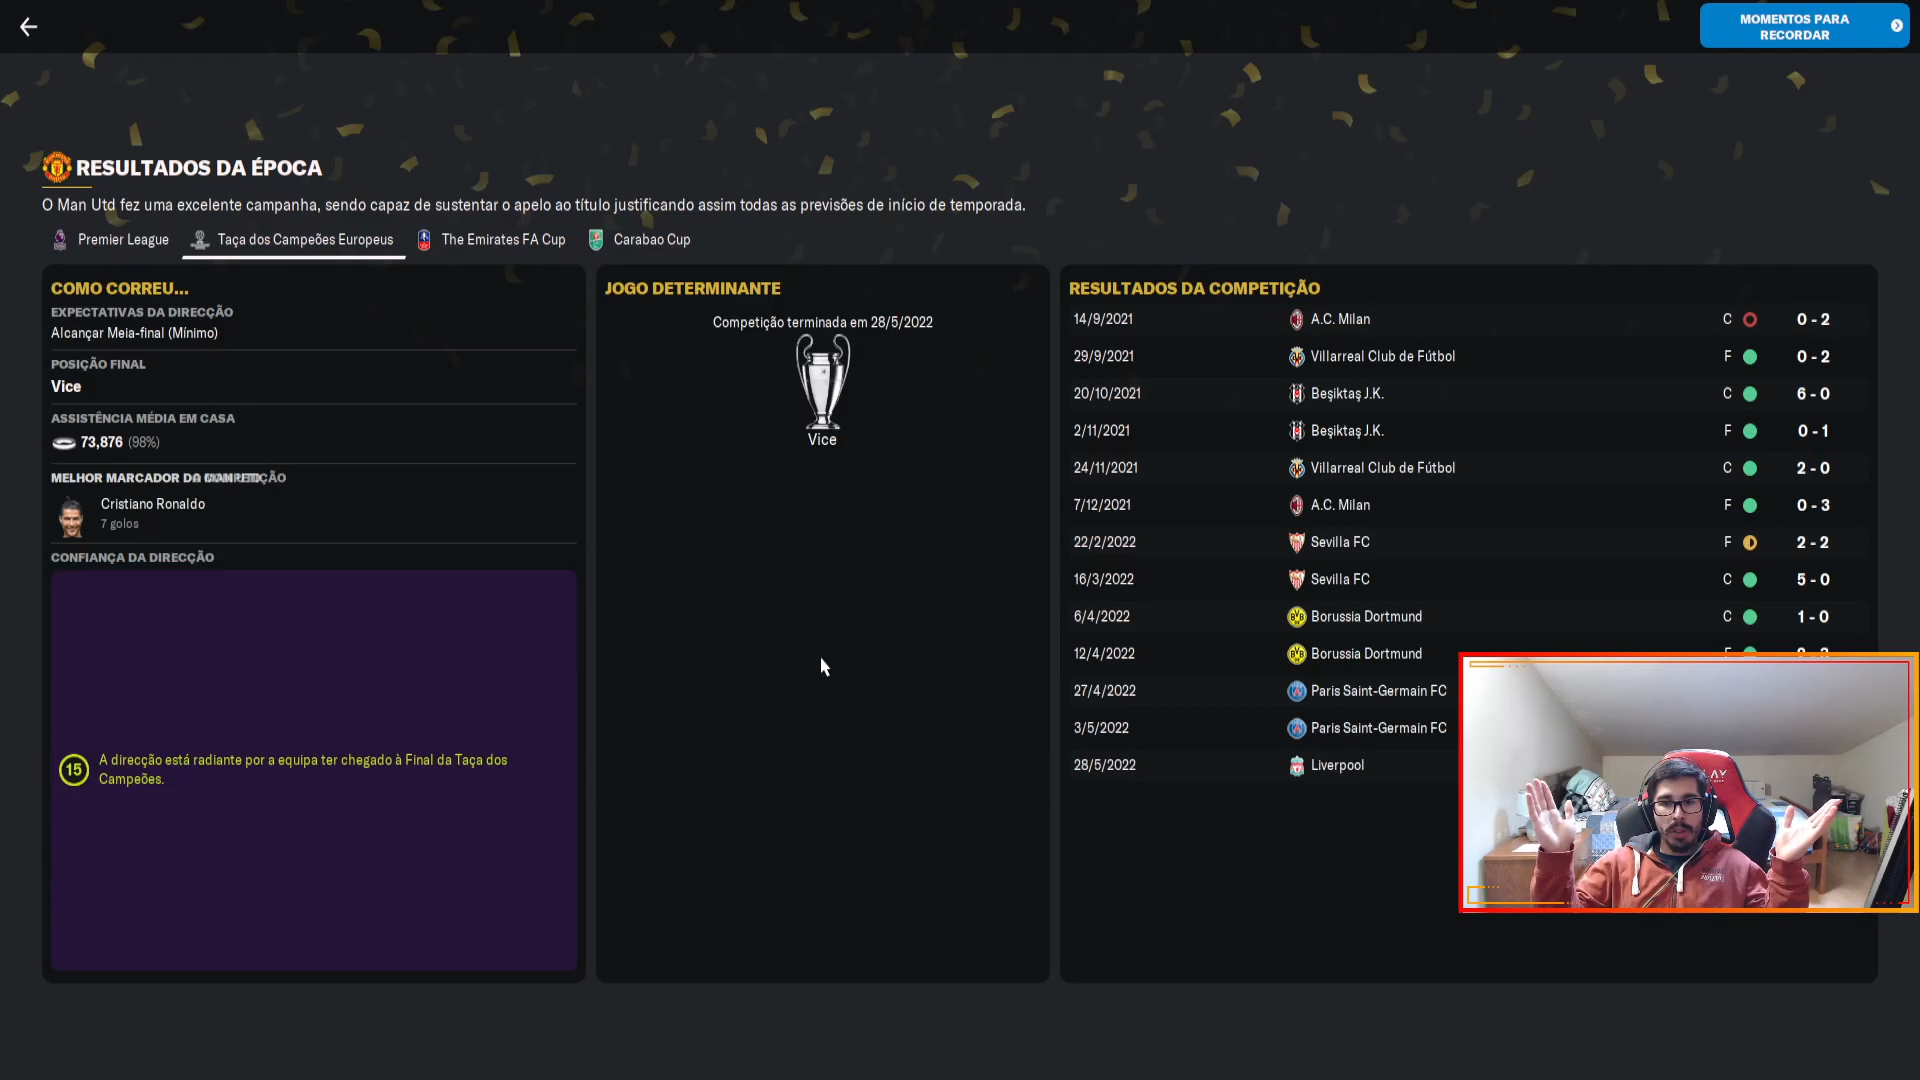 MOMENTOS PARA
RECORDAR
RESULTADOS DA ÉPOCA
O Man Utd fez uma excelente campanha, sendo capaz de sustentar o apelo ao título justificando assim todas as previsões de início de temporada.
Premier League
Taça dos Campeões Europeus
The Emirates FA Cup
Carabao Cup
COMO CORREU...
EXPECTATIVAS DA DIRECÇÃO
Alcançar Meia-final (Mínimo)
POSIÇÃO FINAL
Vice
ASSISTÊNCIA MÉDIA EM CASA
73,876 (98%)
MELHOR MARCADOR
Cristiano Ronaldo
7 golos
CONFIANÇA DA DIRECÇÃO
15
A direcção está radiante por a equipa ter chegado à Final da Taça dos
Campeões.
JOGO DETERMINANTE
Competição terminada em 28/5/2022
Vice
RESULTADOS DA COMPETIÇÃO
14/9/2021 A.C. Milan C 0 - 2
29/9/2021 Villarreal Club de Fútbol F 0 - 2
20/10/2021 Beşiktaş J.K. C 6 - 0
2/11/2021 Beşiktaş J.K. F 0 - 1
24/11/2021 Villarreal Club de Fútbol C 2 - 0
7/12/2021 A.C. Milan F 0 - 3
22/2/2022 Sevilla FC F 2 - 2
16/3/2022 Sevilla FC C 5 - 0
6/4/2022 Borussia Dortmund C 1 - 0
12/4/2022 Borussia Dortmund
27/4/2022 Paris Saint-Germain FC
3/5/2022 Paris Saint-Germain FC
28/5/2022 Liverpool